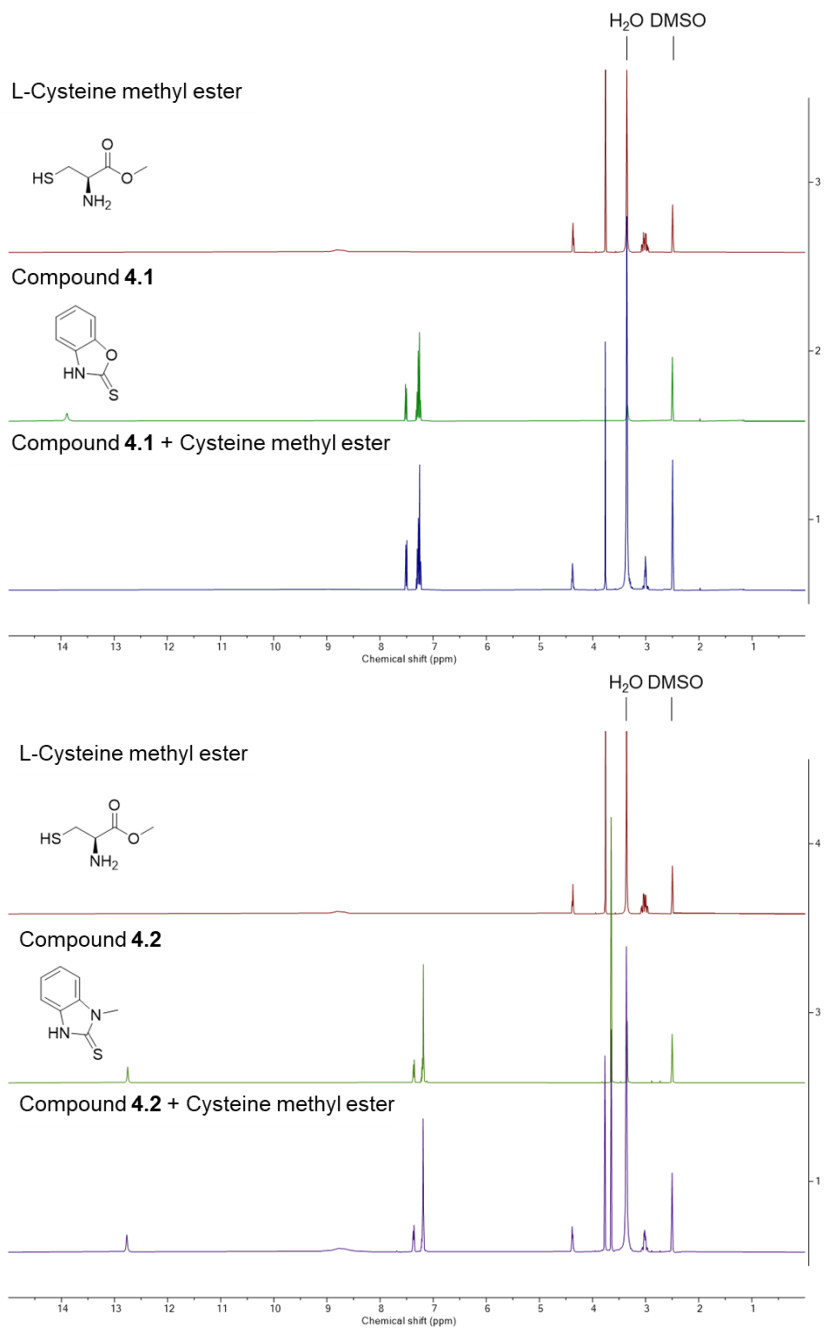 H₂O DMSO
L-Cysteine methyl ester
O
HS
O
NH₂
3
Compound 4.1
O
HN
S
2
Compound 4.1 + Cysteine methyl ester
1
14 13 12 11 10 9 8 7 6 5 4 3 2 1
Chemical shift (ppm)
H₂O DMSO
L-Cysteine methyl ester
O
HS
O
NH₂
4
Compound 4.2
N
HN
S
3
Compound 4.2 + Cysteine methyl ester
1
14 13 12 11 10 9 8 7 6 5 4 3 2 1
Chemical shift (ppm)